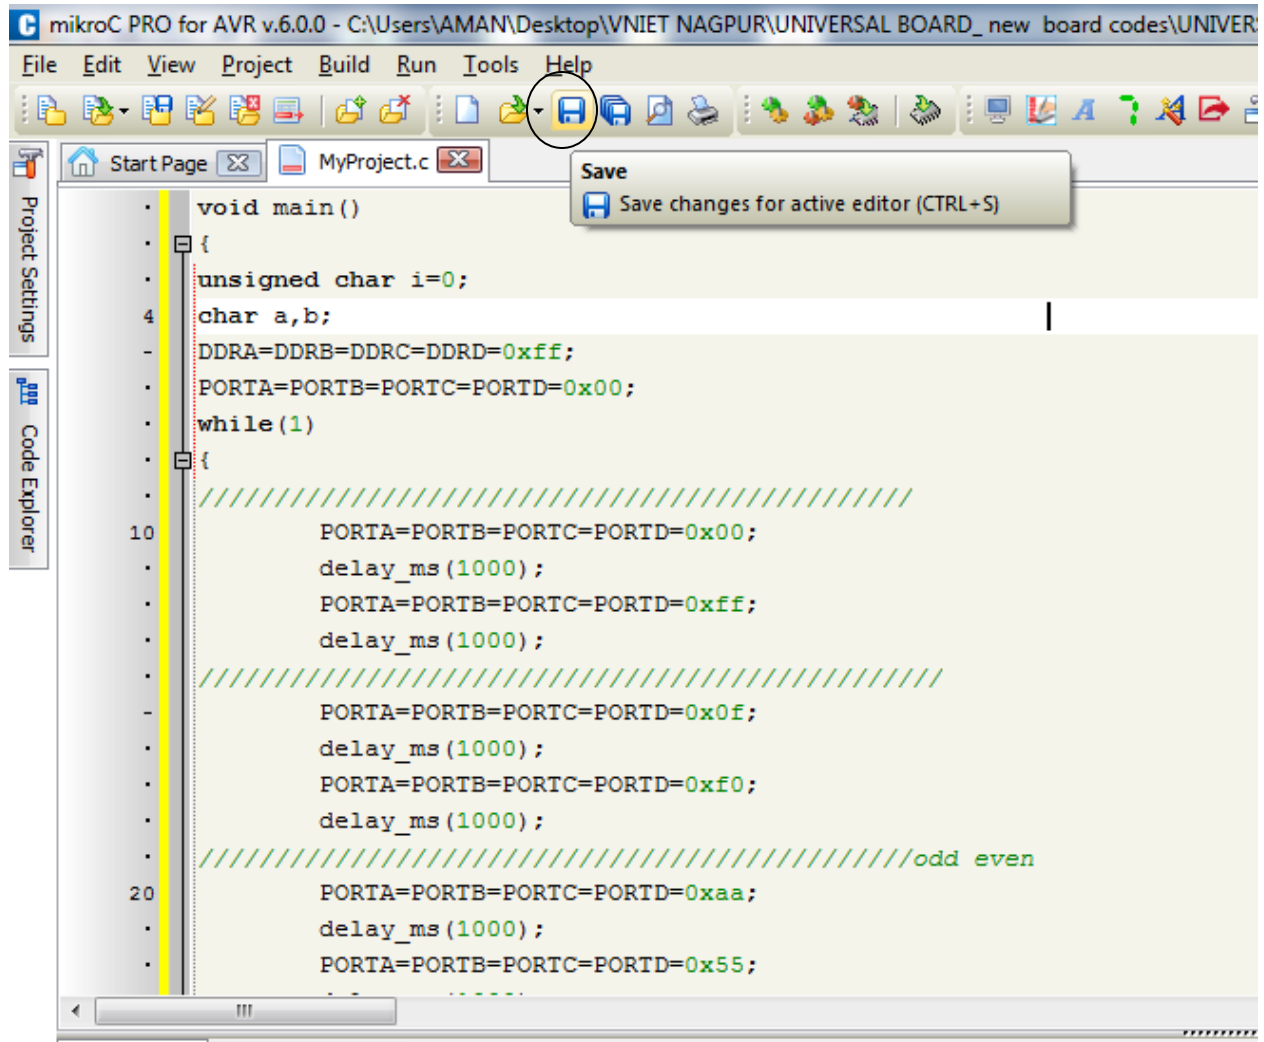 mikroC PRO for AVR v.6.0.0 - C:\Users\AMAN\Desktop\VNIET NAGPUR\UNIVERSAL BOARD_ new  board codes\UNIVER
File Edit View Project Build Run Tools Help
Start Page MyProject.c
Save
Save changes for active editor (CTRL+S)
Project Settings
Code Explorer
void main()
{
unsigned char i=0;
4 char a,b;
DDRA=DDRB=DDRC=DDRD=0xff;
PORTA=PORTB=PORTC=PORTD=0x00;
while(1)
{
///////////////////////////////////////////////
10 PORTA=PORTB=PORTC=PORTD=0x00;
delay_ms(1000);
PORTA=PORTB=PORTC=PORTD=0xff;
delay_ms(1000);
/////////////////////////////////////////////////
PORTA=PORTB=PORTC=PORTD=0x0f;
delay_ms(1000);
PORTA=PORTB=PORTC=PORTD=0xf0;
delay_ms(1000);
///////////////////////////////////////////////odd even
20 PORTA=PORTB=PORTC=PORTD=0xaa;
delay_ms(1000);
PORTA=PORTB=PORTC=PORTD=0x55;